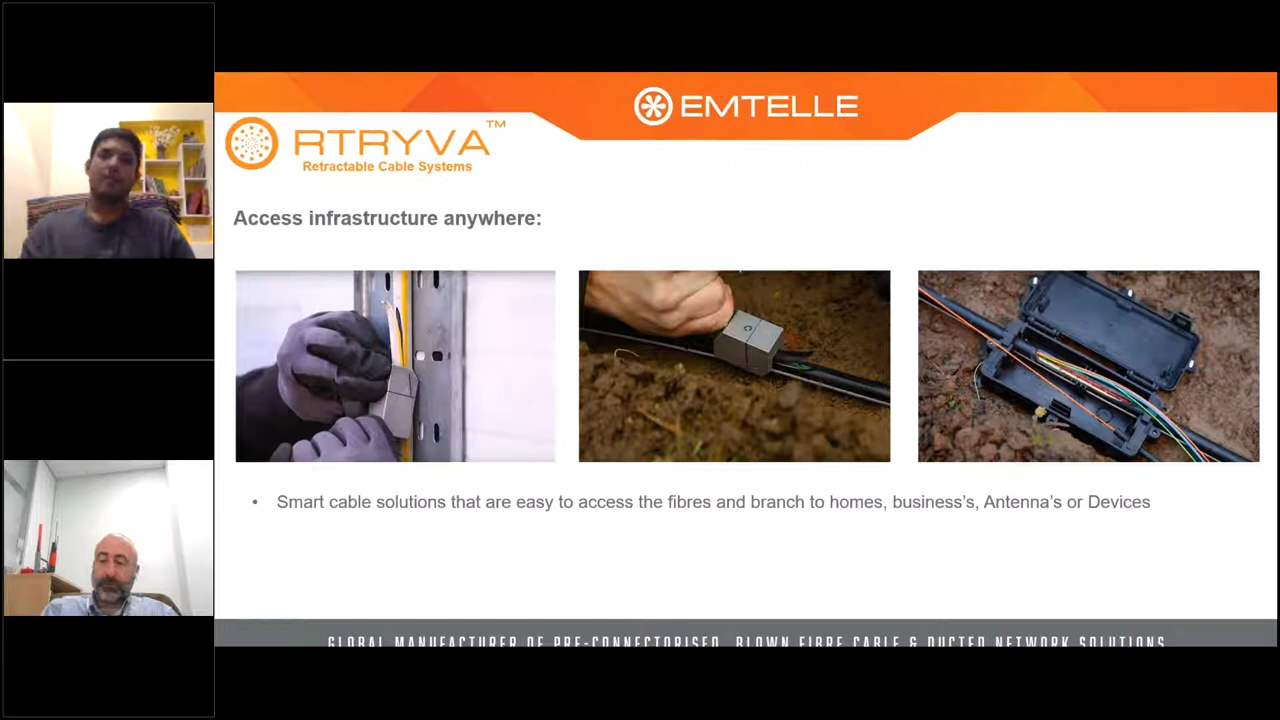 EMTELLE
RTRYVA™
Retractable Cable Systems
Access infrastructure anywhere:
• Smart cable solutions that are easy to access the fibres and branch to homes, business's, Antenna's or Devices
GLOBAL MANUFACTURER OF PRE-CONNECTORISED, BLOWN FIBRE CABLE & DUCTED NETWORK SOLUTIONS